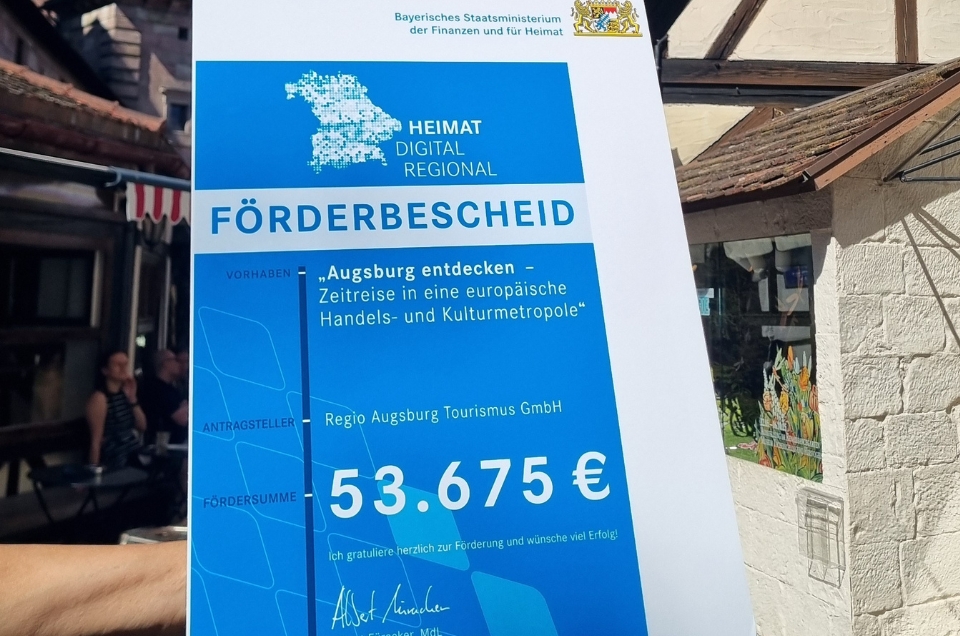 Bayerisches Staatsministerium
der Finanzen und für Heimat
HEIMAT
DIGITAL
REGIONAL
FÖRDERBESCHEID
VORHABEN
„Augsburg entdecken –
Zeitreise in eine europäische
Handels- und Kulturmetropole“
ANTRAGSTELLER
Regio Augsburg Tourismus GmbH
FÖRDERSUMME
53.675 €
Ich gratuliere herzlich zur Förderung und wünsche viel Erfolg!
Albert
MdL